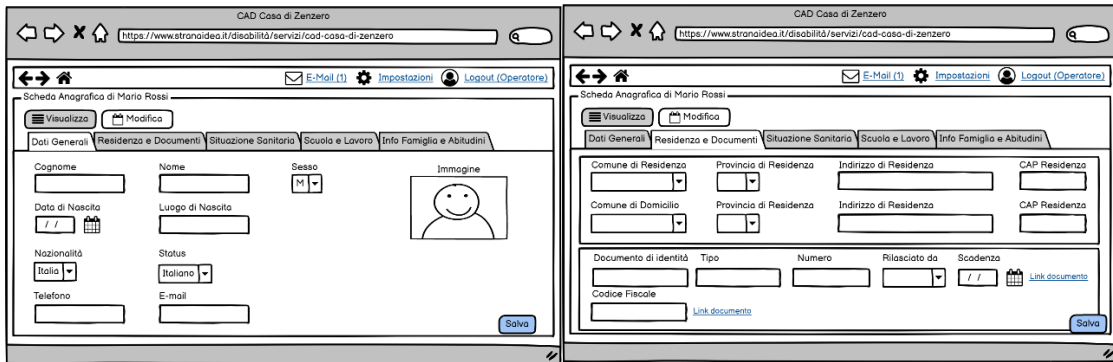 CAD Casa di Zenzero
https://www.stranaidea.it/disabilità/servizi/cad-casa-di-zenzero
E-Mail (1) Impostazioni Logout (Operatore)
Scheda Anagrafica di Mario Rossi
Visualizza Modifica
Dati Generali Residenza e Documenti Situazione Sanitaria Scuola e Lavoro Info Famiglia e Abitudini
Cognome Nome Sesso Immagine
M
Data di Nascita Luogo di Nascita
/ /
Nazionalità Status
Italia Italiano
Telefono E-mail
Salva
CAD Casa di Zenzero
https://www.stranaidea.it/disabilità/servizi/cad-casa-di-zenzero
E-Mail (1) Impostazioni Logout (Operatore)
Scheda Anagrafica di Mario Rossi
Visualizza Modifica
Dati Generali Residenza e Documenti Situazione Sanitaria Scuola e Lavoro Info Famiglia e Abitudini
Comune di Residenza Provincia di Residenza Indirizzo di Residenza CAP Residenza
Comune di Domicilio Provincia di Residenza Indirizzo di Residenza CAP Residenza
Documento di identità Tipo Numero Rilasciato da Scadenza
/ / Link documento
Codice Fiscale
Link documento
Salva